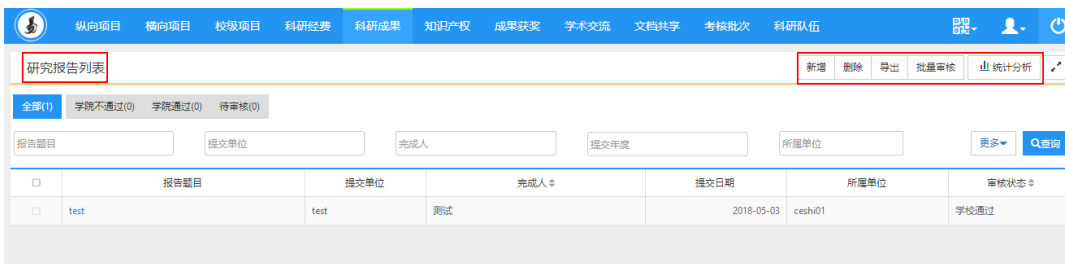 纵向项目 横向项目 校级项目 科研经费 科研成果 知识产权 成果获奖 学术交流 文档共享 考核批次 科研队伍
研究报告列表 新增 删除 导出 批量审核 统计分析
全部(1) 学院不通过(0) 学院通过(0) 待审核(0)
报告题目 提交单位 完成人 提交年度 所属单位 更多 查询
报告题目 提交单位 完成人 提交日期 所属单位 审核状态
test test 测试 2018-05-03 ceshi01 学校通过